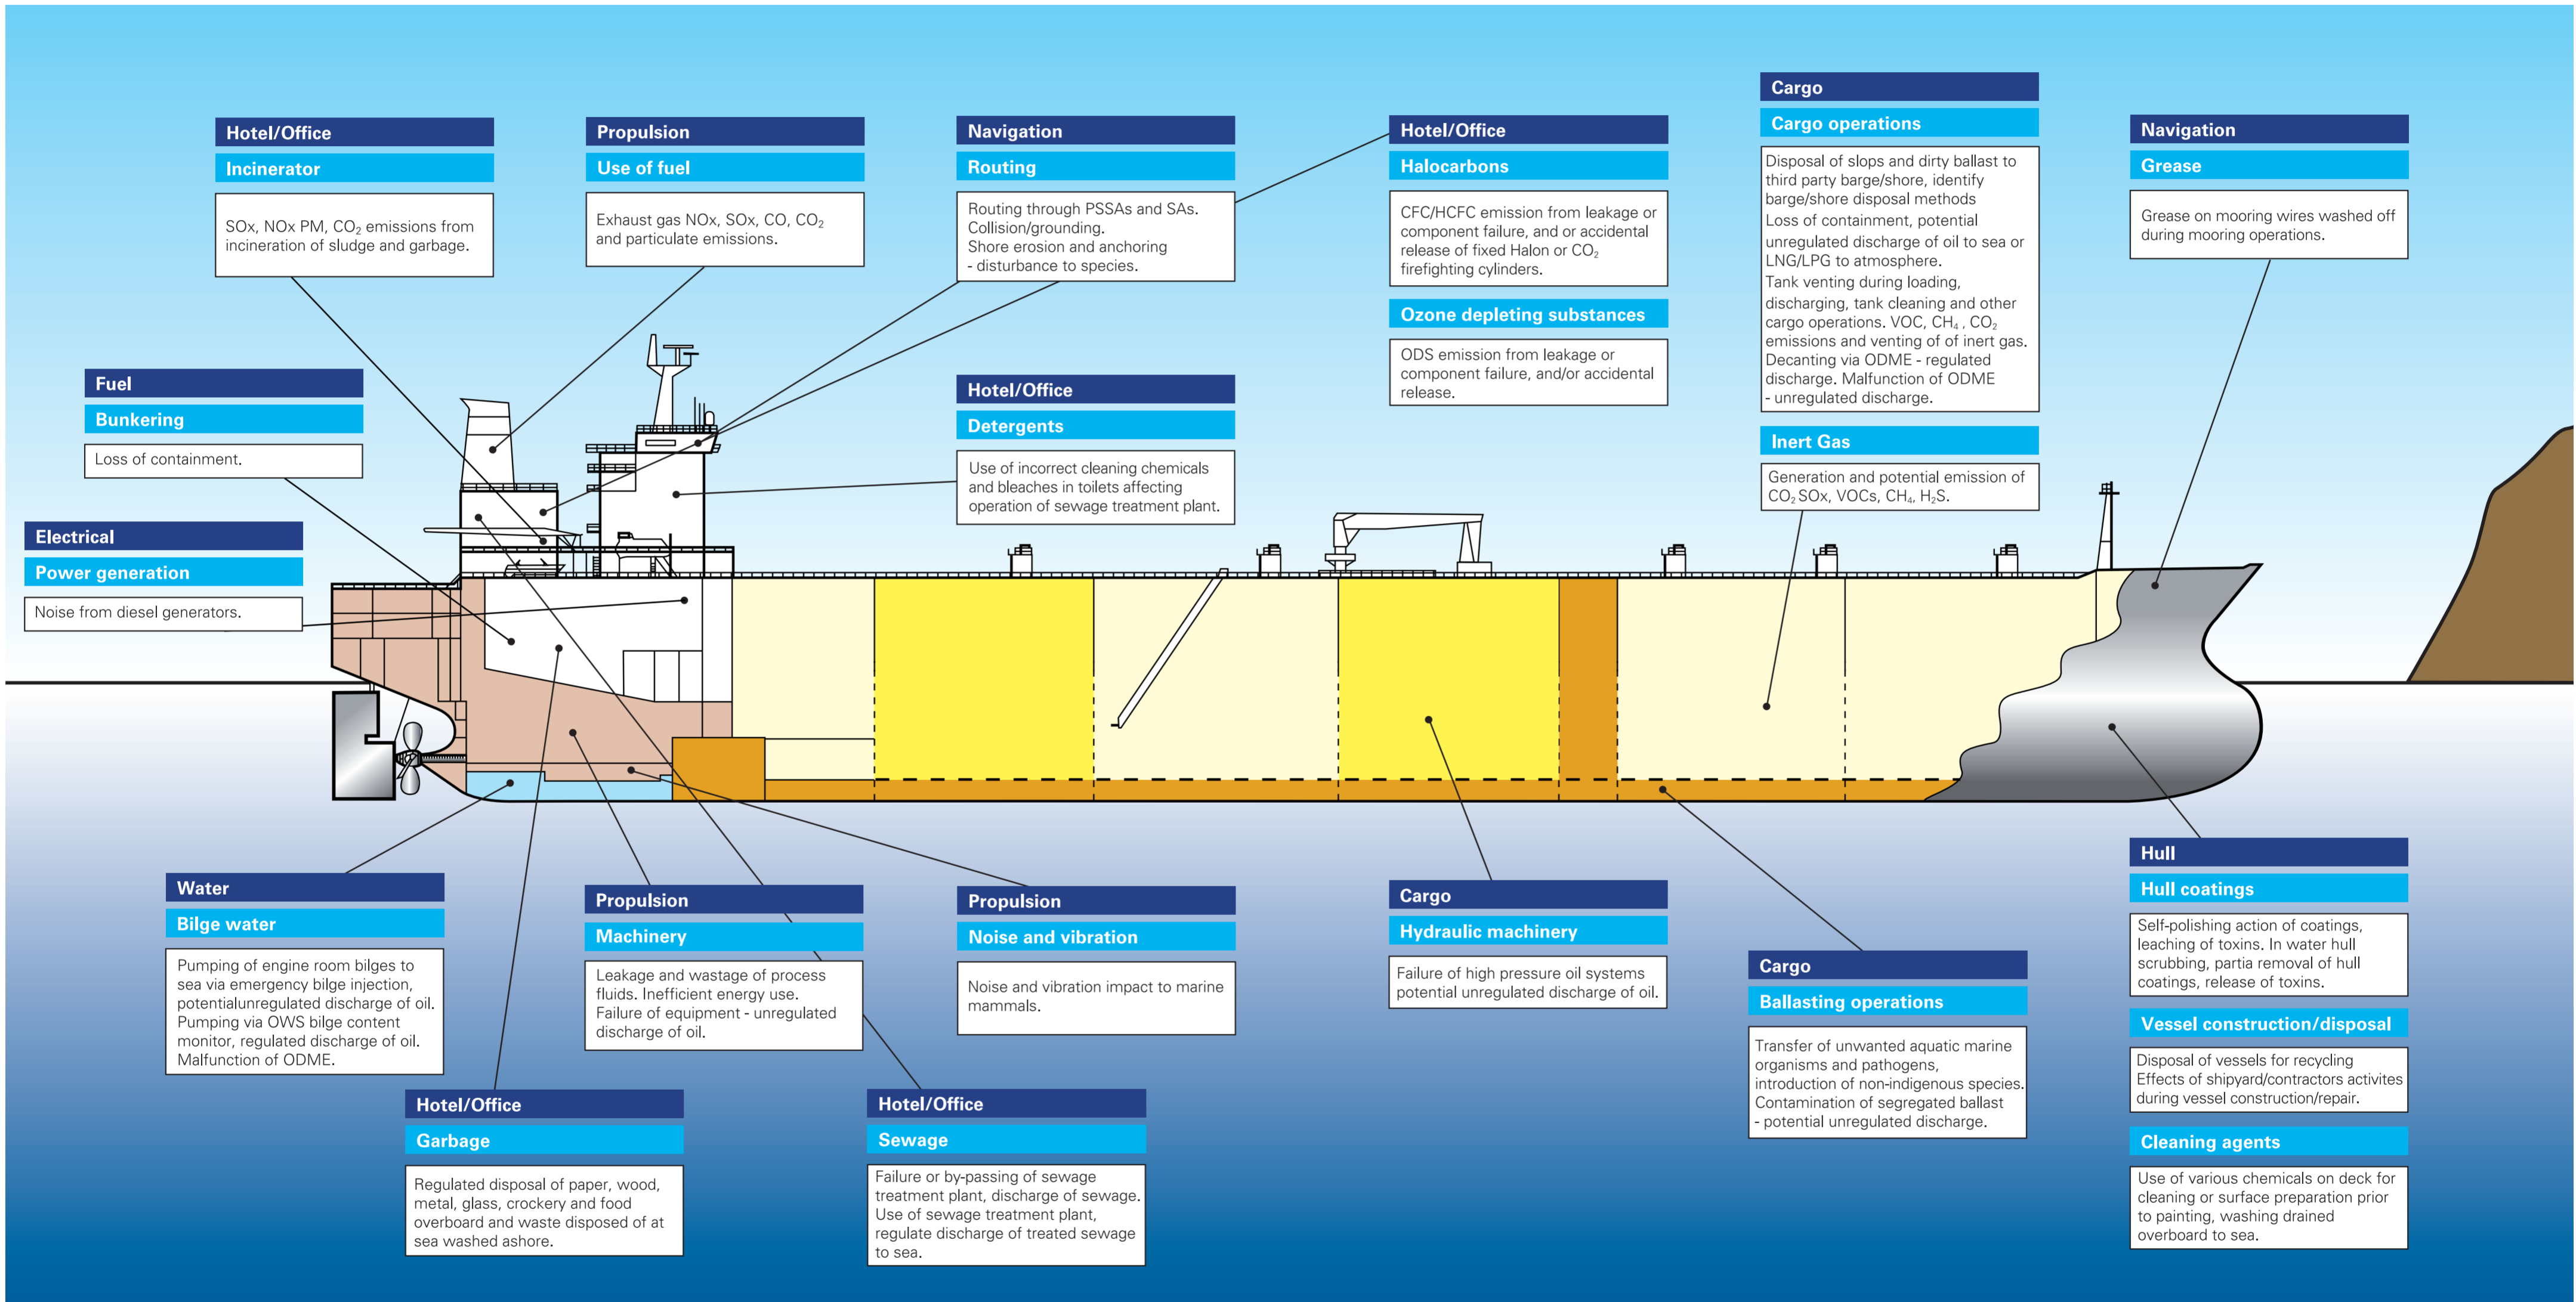 Hotel/Office
Incinerator
SOx, NOx PM, CO₂ emissions from
incineration of sludge and garbage.
Propulsion
Use of fuel
Exhaust gas NOx, SOx, CO, CO₂
and particulate emissions.
Navigation
Routing
Routing through PSSAs and SAs.
Collision/grounding.
Shore erosion and anchoring
- disturbance to species.
Hotel/Office
Halocarbons
CFC/HCFC emission from leakage or
component failure, and or accidental
release of fixed Halon or CO₂
firefighting cylinders.
Ozone depleting substances
ODS emission from leakage or
component failure, and/or accidental
release.
Cargo
Cargo operations
Disposal of slops and dirty ballast to
third party barge/shore, identify
barge/shore disposal methods
Loss of containment, potential
unregulated discharge of oil to sea or
LNG/LPG to atmosphere.
Tank venting during loading,
discharging, tank cleaning and other
cargo operations. VOC, CH₄ , CO₂
emissions and venting of of inert gas.
Decanting via ODME - regulated
discharge. Malfunction of ODME
- unregulated discharge.
Inert Gas
Generation and potential emission of
CO₂ SOx, VOCs, CH₄, H₂S.
Navigation
Grease
Grease on mooring wires washed off
during mooring operations.
Fuel
Bunkering
Loss of containment.
Hotel/Office
Detergents
Use of incorrect cleaning chemicals
and bleaches in toilets affecting
operation of sewage treatment plant.
Electrical
Power generation
Noise from diesel generators.
Water
Bilge water
Pumping of engine room bilges to
sea via emergency bilge injection,
potentialunregulated discharge of oil.
Pumping via OWS bilge content
monitor, regulated discharge of oil.
Malfunction of ODME.
Propulsion
Machinery
Leakage and wastage of process
fluids. Inefficient energy use.
Failure of equipment - unregulated
discharge of oil.
Propulsion
Noise and vibration
Noise and vibration impact to marine
mammals.
Cargo
Hydraulic machinery
Failure of high pressure oil systems
potential unregulated discharge of oil.
Cargo
Ballasting operations
Transfer of unwanted aquatic marine
organisms and pathogens,
introduction of non-indigenous species.
Contamination of segregated ballast
- potential unregulated discharge.
Hull
Hull coatings
Self-polishing action of coatings,
leaching of toxins. In water hull
scrubbing, partia removal of hull
coatings, release of toxins.
Vessel construction/disposal
Disposal of vessels for recycling
Effects of shipyard/contractors activites
during vessel construction/repair.
Cleaning agents
Use of various chemicals on deck for
cleaning or surface preparation prior
to painting, washing drained
overboard to sea.
Hotel/Office
Garbage
Regulated disposal of paper, wood,
metal, glass, crockery and food
overboard and waste disposed of at
sea washed ashore.
Hotel/Office
Sewage
Failure or by-passing of sewage
treatment plant, discharge of sewage.
Use of sewage treatment plant,
regulate discharge of treated sewage
to sea.